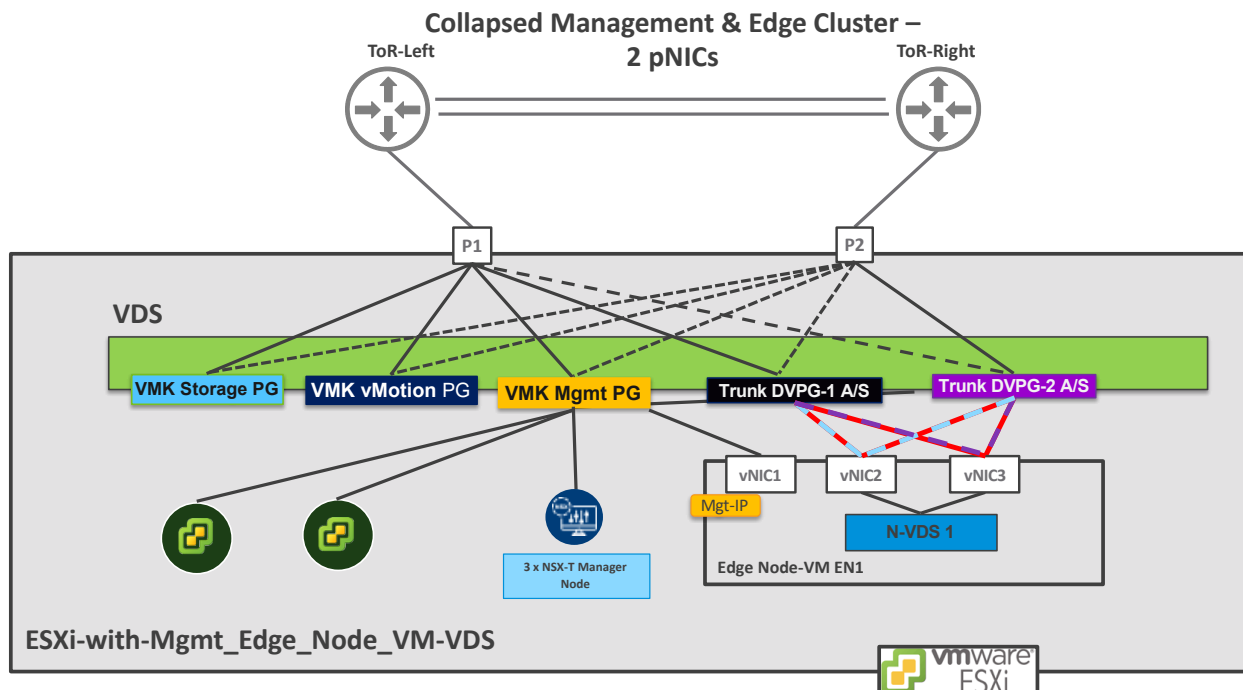 Collapsed Management & Edge Cluster –
2 pNICs
ToR-Left
ToR-Right
P1
P2
VDS
VMK Storage PG
VMK vMotion PG
VMK Mgmt PG
Trunk DVPG-1 A/S
Trunk DVPG-2 A/S
vNIC1
vNIC2
vNIC3
Mgt-IP
N-VDS 1
3 x NSX-T Manager
Node
Edge Node-VM EN1
ESXi-with-Mgmt_Edge_Node_VM-VDS
vmware®
ESXi